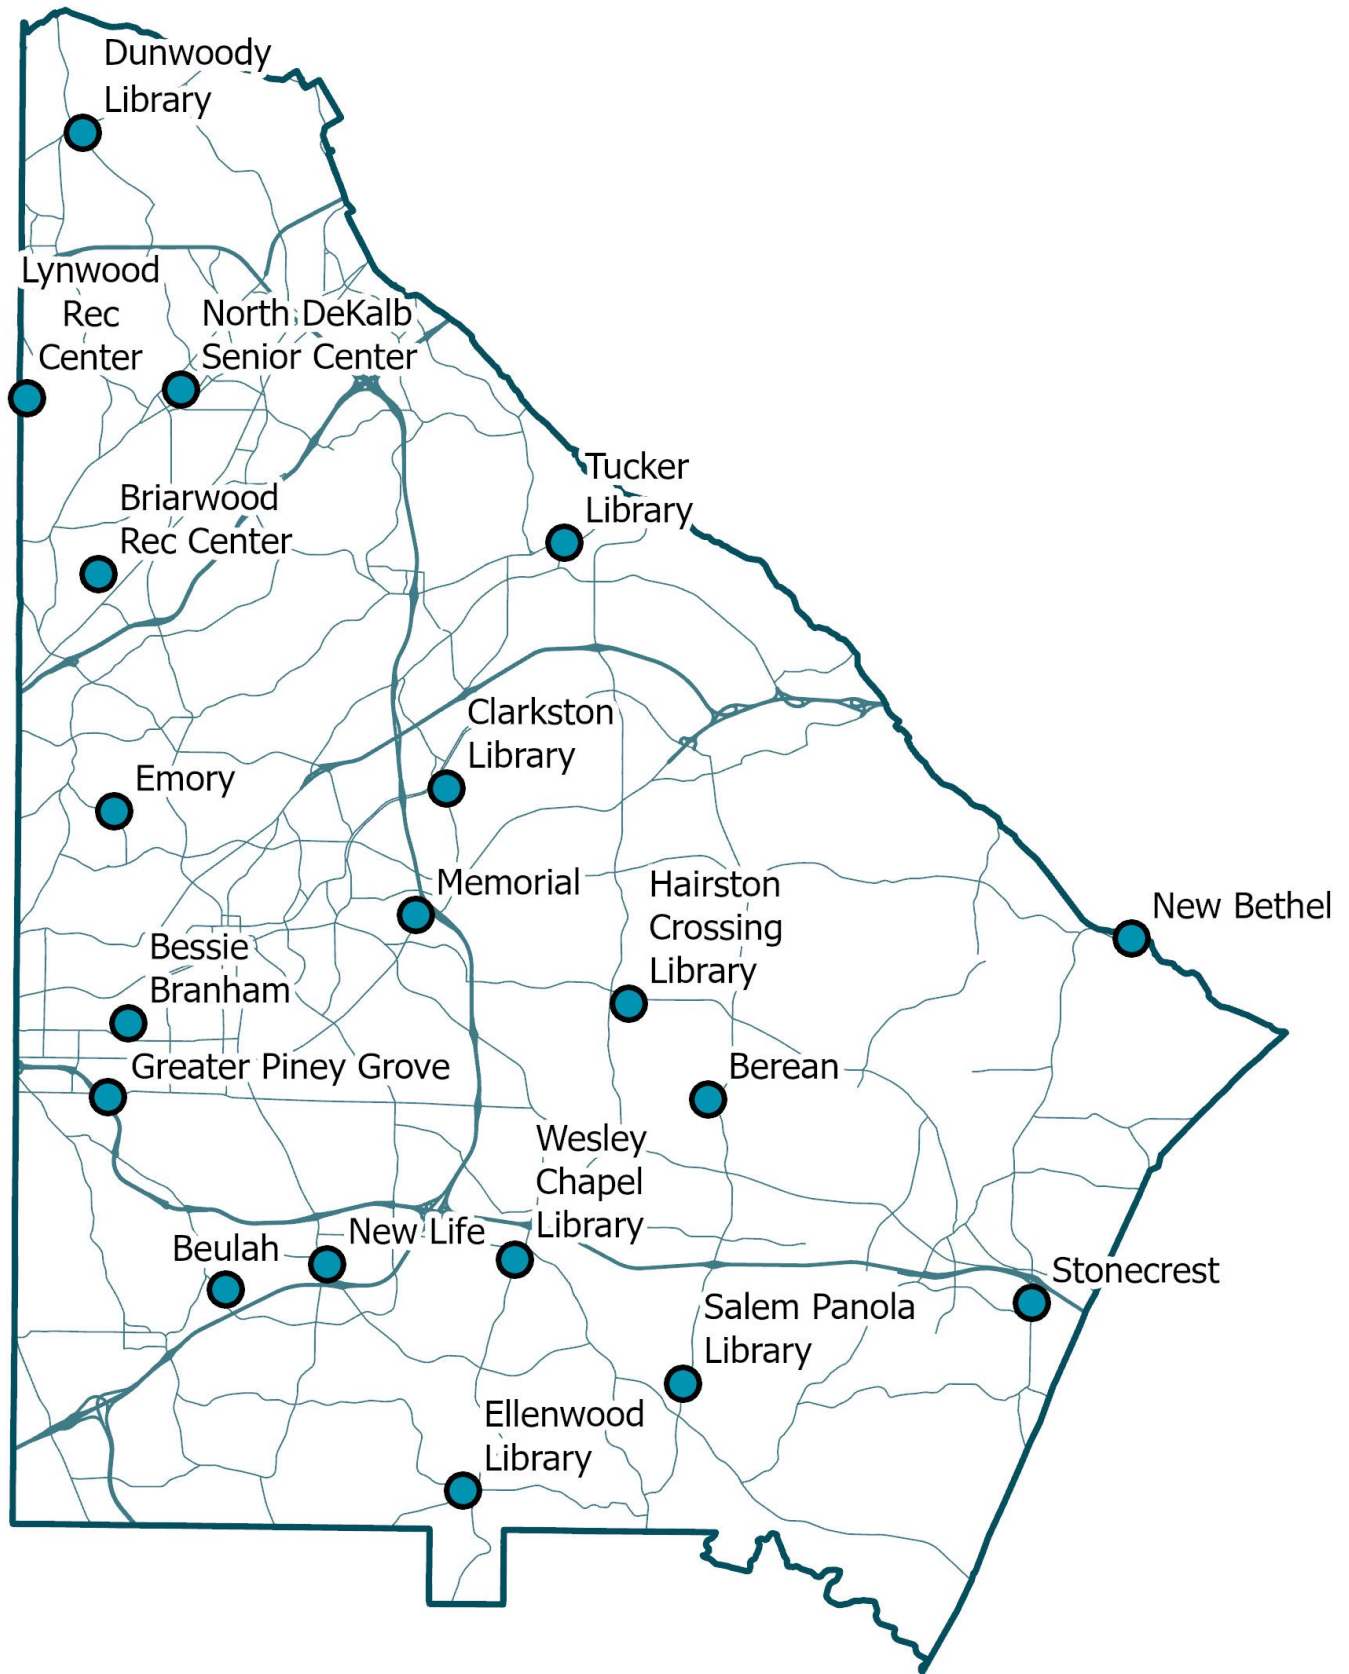 Dunwoody
Library
Lynwood
Rec
Center
North DeKalb
Senior Center
Tucker
Library
Briarwood
Rec Center
Clarkston
Library
Emory
Memorial
Hairston
Crossing
Library
New Bethel
Bessie
Branham
Greater Piney Grove
Berean
Wesley
Chapel
Library
New Life
Beulah
Stonecrest
Salem Panola
Library
Ellenwood
Library